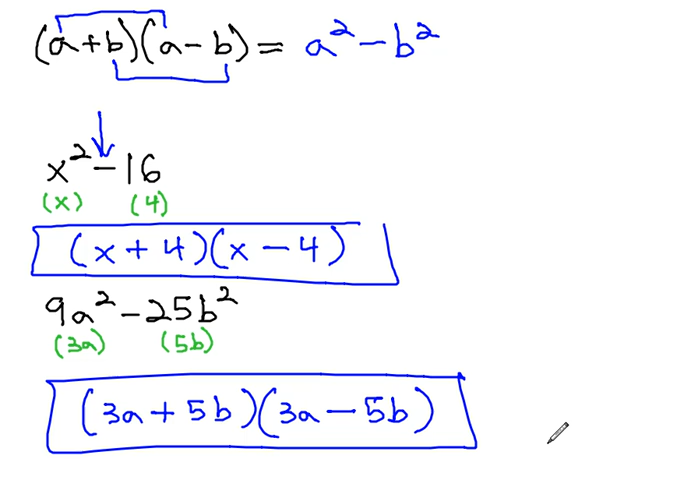 (a+b)(a-b) = a² - b²
x² - 16
(x) (4)
(x + 4)(x - 4)
9a² - 25b²
(3a) (5b)
(3a + 5b)(3a - 5b)